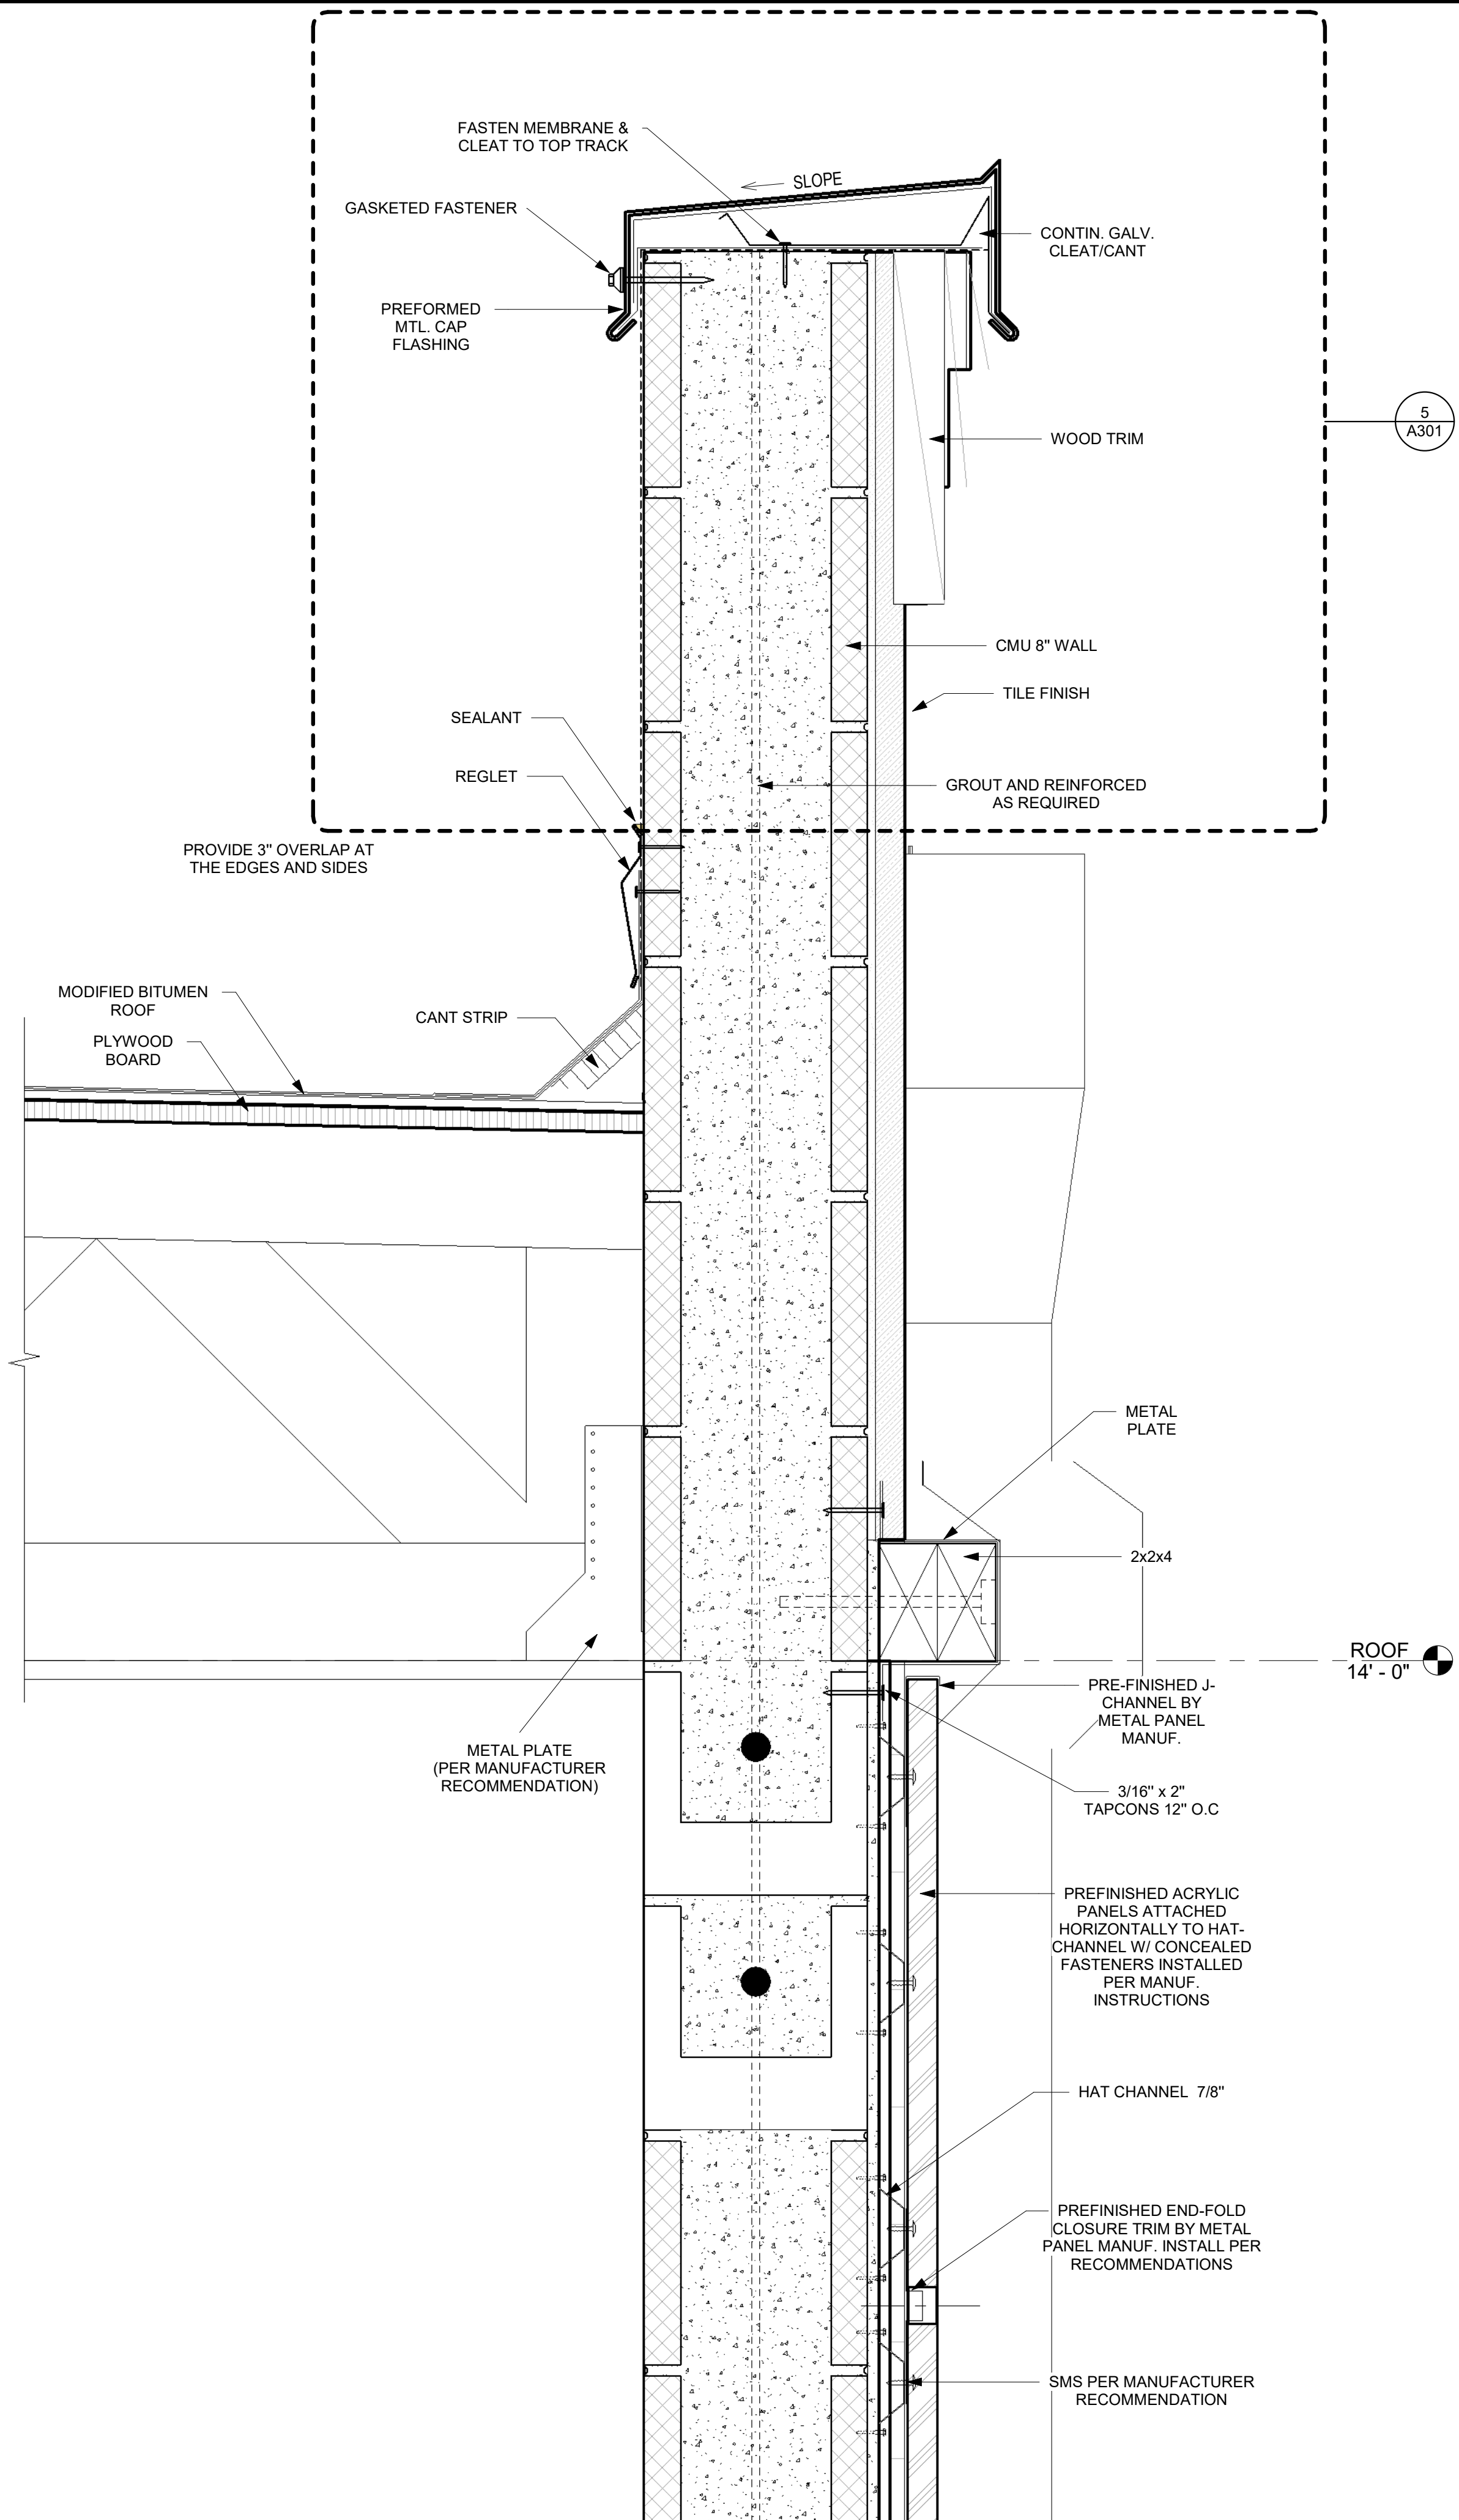 FASTEN MEMBRANE &
CLEAT TO TOP TRACK
SLOPE
GASKETED FASTENER
CONTIN. GALV.
CLEAT/CANT
PREFORMED
MTL. CAP
FLASHING
5
A301
WOOD TRIM
CMU 8" WALL
TILE FINISH
SEALANT
REGLET
GROUT AND REINFORCED
AS REQUIRED
PROVIDE 3" OVERLAP AT
THE EDGES AND SIDES
MODIFIED BITUMEN
ROOF
CANT STRIP
PLYWOOD
BOARD
METAL
PLATE
2x2x4
ROOF
14' - 0"
PRE-FINISHED J-
CHANNEL BY
METAL PANEL
MANUF.
METAL PLATE
(PER MANUFACTURER
RECOMMENDATION)
3/16" x 2"
TAPCONS 12" O.C
PREFINISHED ACRYLIC
PANELS ATTACHED
HORIZONTALLY TO HAT-
CHANNEL W/ CONCEALED
FASTENERS INSTALLED
PER MANUF.
INSTRUCTIONS
HAT CHANNEL 7/8"
PREFINISHED END-FOLD
CLOSURE TRIM BY METAL
PANEL MANUF. INSTALL PER
RECOMMENDATIONS
SMS PER MANUFACTURER
RECOMMENDATION